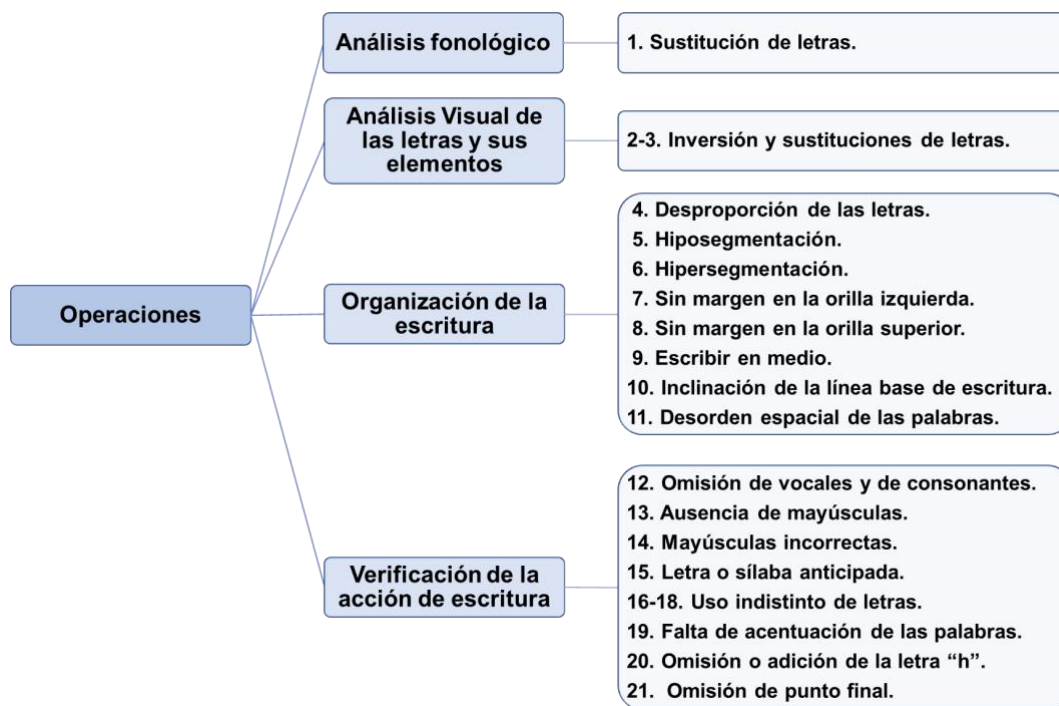 Operaciones
Análisis fonológico
1. Sustitución de letras.
Análisis Visual de
las letras y sus
elementos
2-3. Inversión y sustituciones de letras.
Organización de la
escritura
4. Desproporción de las letras.
5. Hiposegmentación.
6. Hipersegmentación.
7. Sin margen en la orilla izquierda.
8. Sin margen en la orilla superior.
9. Escribir en medio.
10. Inclinación de la línea base de escritura.
11. Desorden espacial de las palabras.
Verificación de la
acción de escritura
12. Omisión de vocales y de consonantes.
13. Ausencia de mayúsculas.
14. Mayúsculas incorrectas.
15. Letra o sílaba anticipada.
16-18. Uso indistinto de letras.
19. Falta de acentuación de las palabras.
20. Omisión o adición de la letra “h”.
21. Omisión de punto final.